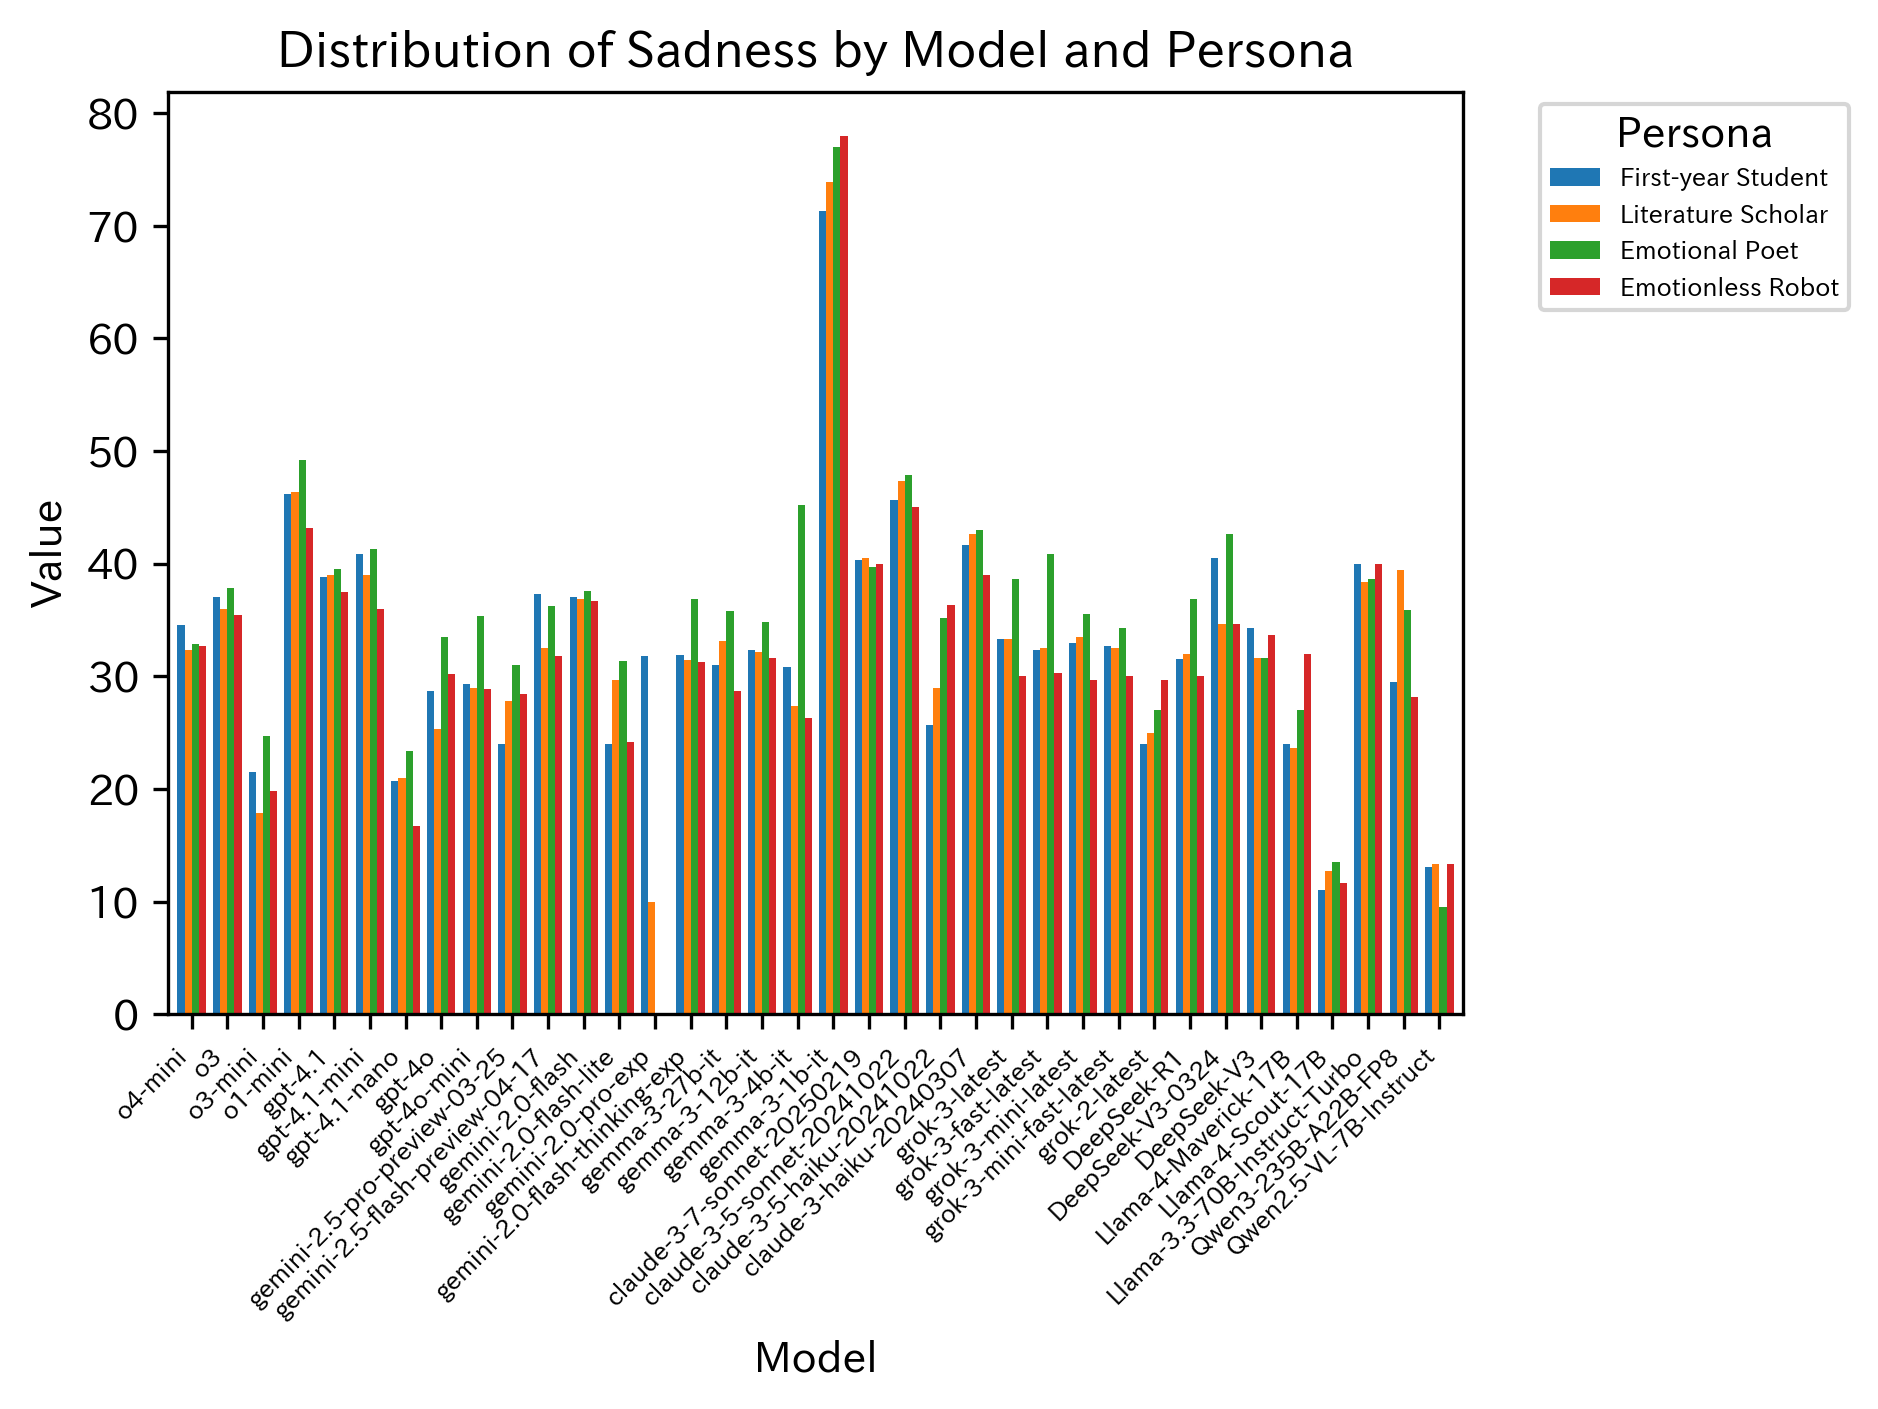 Distribution of Sadness by Model and Persona
Value
80
70
60
50
40
30
20
10
0
o4-mini
o3
o3-mini
o1-mini
gpt-4.1
gpt-4.1-mini
gpt-4.1-nano
gpt-4o
gpt-4o-mini
gemini-2.5-pro-preview-03-25
gemini-2.5-flash-preview-04-17
gemini-2.0-flash
gemini-2.0-flash-lite
gemini-2.0-pro-exp
gemini-2.0-flash-thinking-exp
gemma-3-27b-it
gemma-3-12b-it
gemma-3-4b-it
gemma-3-1b-it
claude-3-7-sonnet-20250219
claude-3-5-sonnet-20241022
claude-3-5-haiku-20241022
claude-3-haiku-20240307
grok-3-latest
grok-3-fast-latest
grok-3-mini-latest
grok-3-mini-fast-latest
grok-2-latest
DeepSeek-R1
DeepSeek-V3-0324
DeepSeek-V3
Llama-4-Maverick-17B
Llama-4-Scout-17B
Llama-3.3-70B-Instruct-Turbo
Qwen3-235B-A22B-FP8
Qwen2.5-VL-7B-Instruct
Model
Persona
First-year Student
Literature Scholar
Emotional Poet
Emotionless Robot